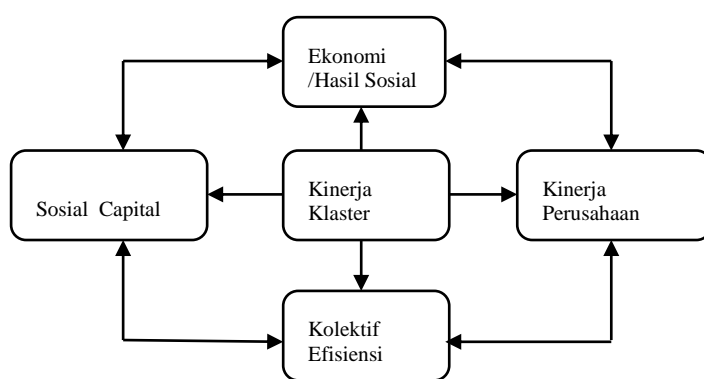 Ekonomi
/Hasil Sosial
Sosial Capital
Kinerja
Klaster
Kinerja
Perusahaan
Kolektif
Efisiensi